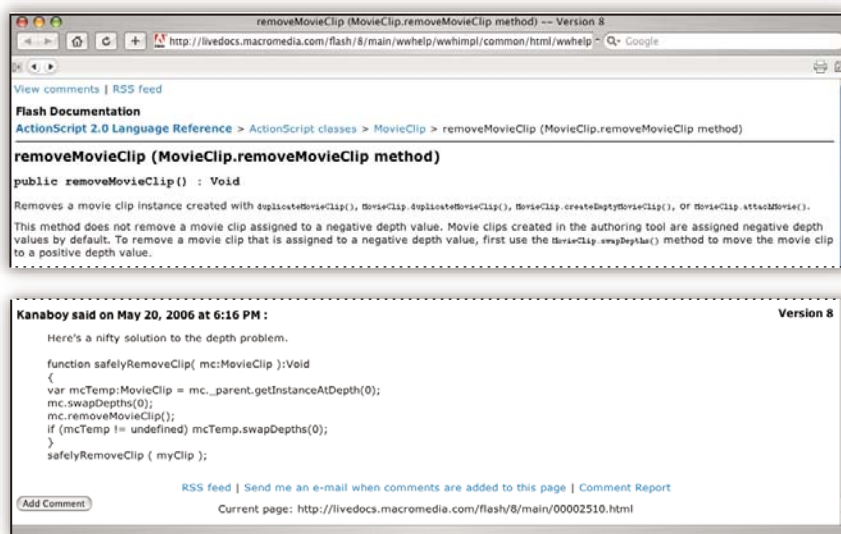 removeMovieClip (MovieClip.removeMovieClip method) -- Version 8
http://livedocs.macromedia.com/flash/8/main/wwhelp/wwhimpl/common/html/wwhelp
Google
View comments | RSS feed
Flash Documentation
ActionScript 2.0 Language Reference > ActionScript classes > MovieClip > removeMovieClip (MovieClip.removeMovieClip method)
removeMovieClip (MovieClip.removeMovieClip method)
public removeMovieClip() : Void
Removes a movie clip instance created with duplicateMovieClip(), MovieClip.duplicateMovieClip(), MovieClip.createEmptyMovieClip(), or MovieClip.attachMovie().
This method does not remove a movie clip assigned to a negative depth value. Movie clips created in the authoring tool are assigned negative depth
values by default. To remove a movie clip that is assigned to a negative depth value, first use the MovieClip.swapDepths() method to move the movie clip
to a positive depth value.
Kanaboy said on May 20, 2006 at 6:16 PM :
Version 8
Here's a nifty solution to the depth problem.
function safelyRemoveClip( mc:MovieClip ):Void
{
var mcTemp:MovieClip = mc._parent.getInstanceAtDepth(0);
mc.swapDepths(0);
mc.removeMovieClip();
if (mcTemp != undefined) mcTemp.swapDepths(0);
}
safelyRemoveClip ( myClip );
RSS feed | Send me an e-mail when comments are added to this page | Comment Report
Add Comment
Current page: http://livedocs.macromedia.com/flash/8/main/00002510.html